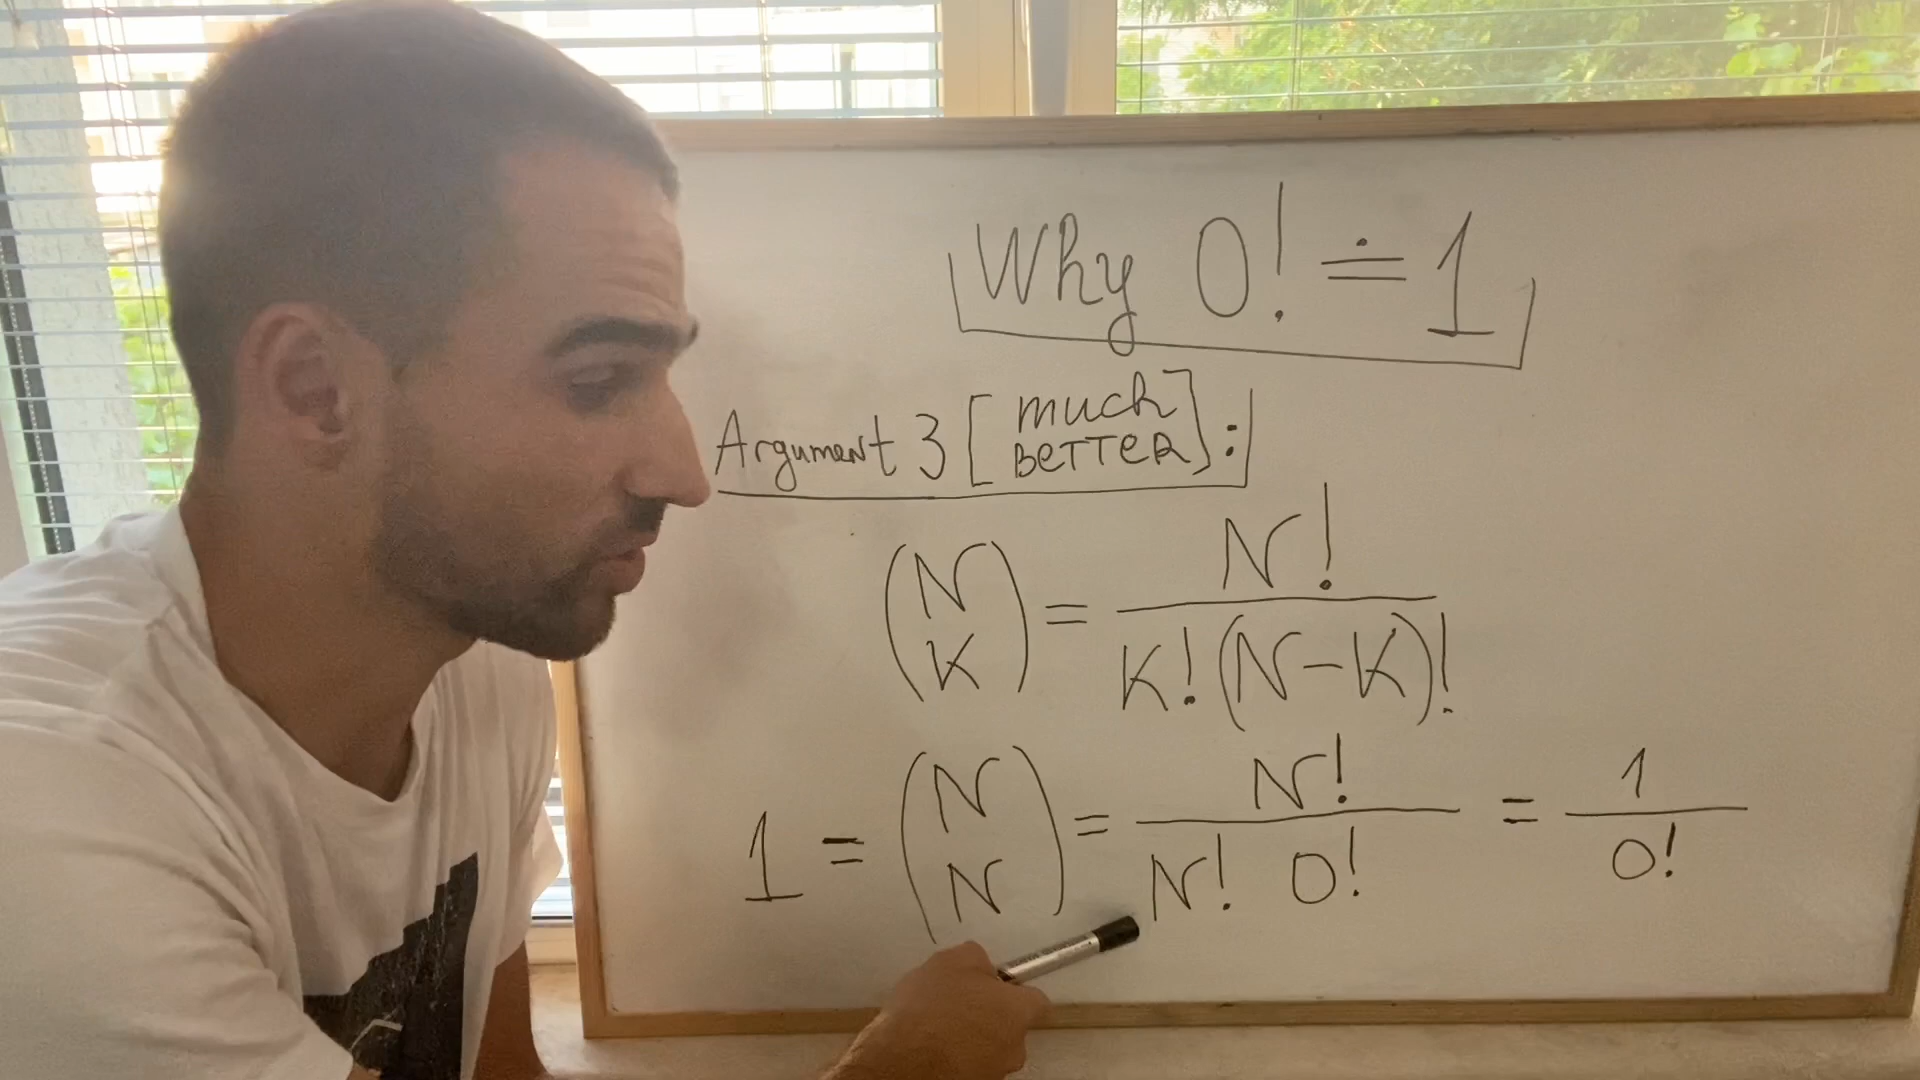 Why 0! ≐ 1
Argument 3 [much BETTER]:
(N K) = N! / K! (N-K)!
1 = (N N) = N! / N! 0! = 1 / 0!